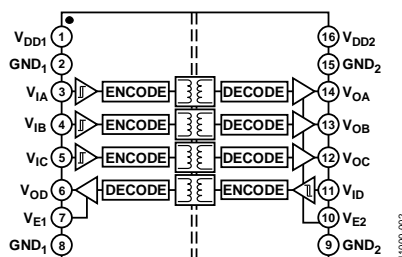 V_DD1 1 16 V_DD2
GND_1 2 15 GND_2
V_IA 3 ENCODE DECODE 14 V_OA
V_IB 4 ENCODE DECODE 13 V_OB
V_IC 5 ENCODE DECODE 12 V_OC
V_OD 6 DECODE ENCODE 11 V_ID
V_E1 7 10 V_E2
GND_1 8 9 GND_2